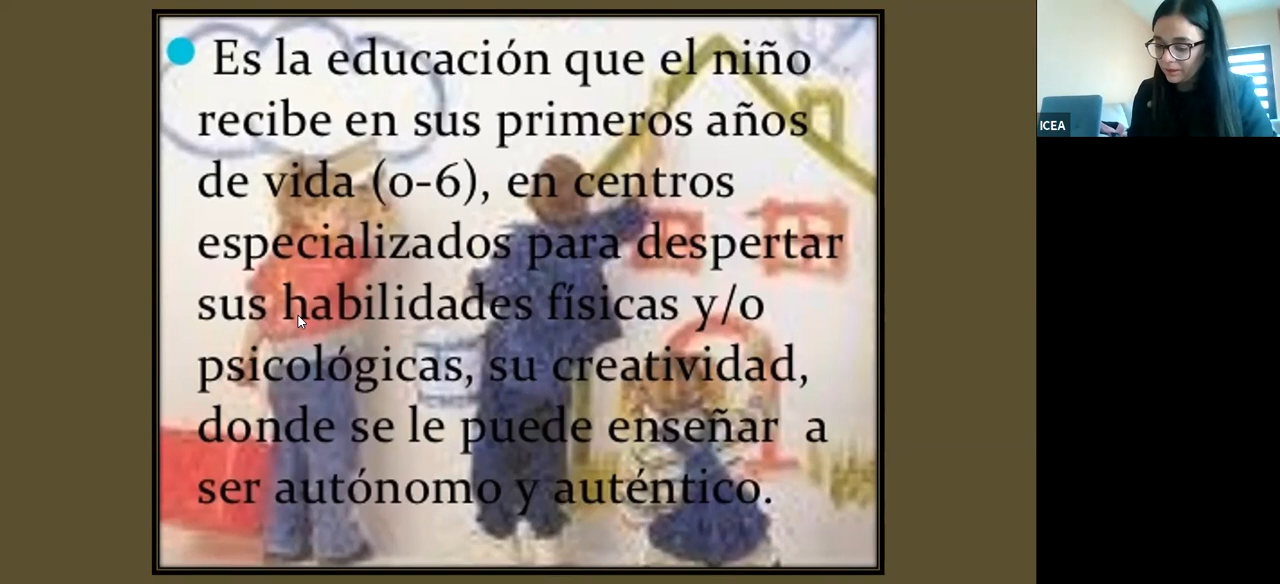 Es la educación que el niño
recibe en sus primeros años
de vida (0-6), en centros
especializados para despertar
sus habilidades físicas y/o
psicológicas, su creatividad,
donde se le puede enseñar a
ser autónomo y auténtico.
ICEA